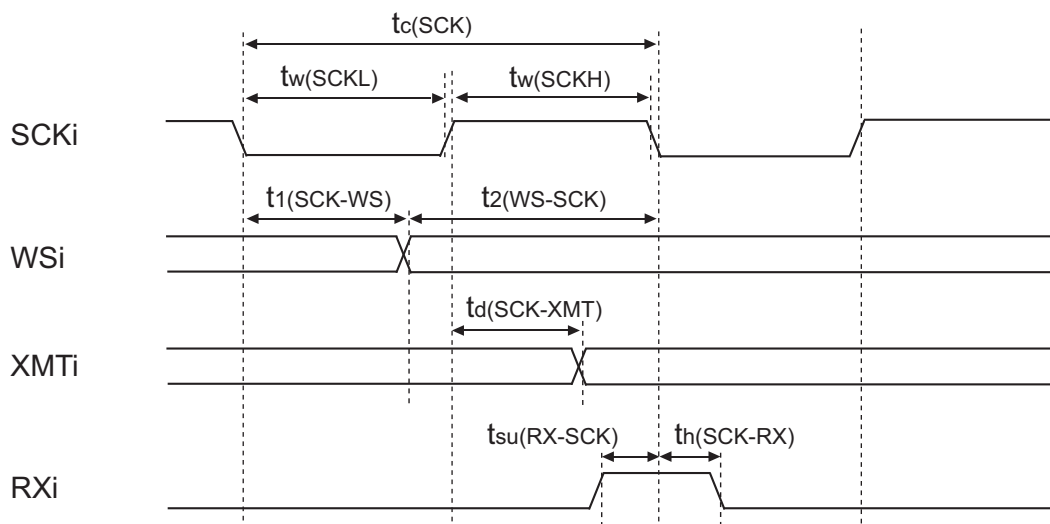 tc(SCK)
tw(SCKL)
tw(SCKH)
SCKi
t1(SCK-WS)
t2(WS-SCK)
WSi
td(SCK-XMT)
XMTi
tsu(RX-SCK)
th(SCK-RX)
RXi